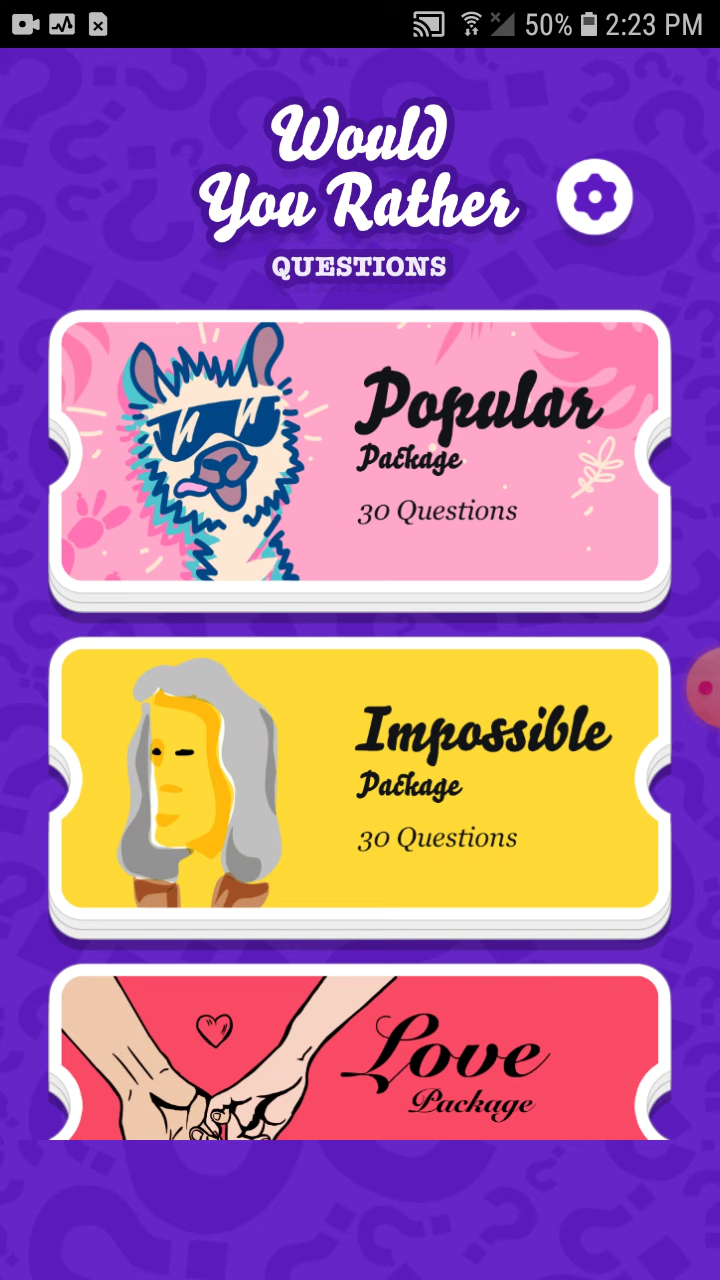 50% 2:23 PM
Would
You Rather
QUESTIONS
Popular
Package
30 Questions
Impossible
Package
30 Questions
Love
Package